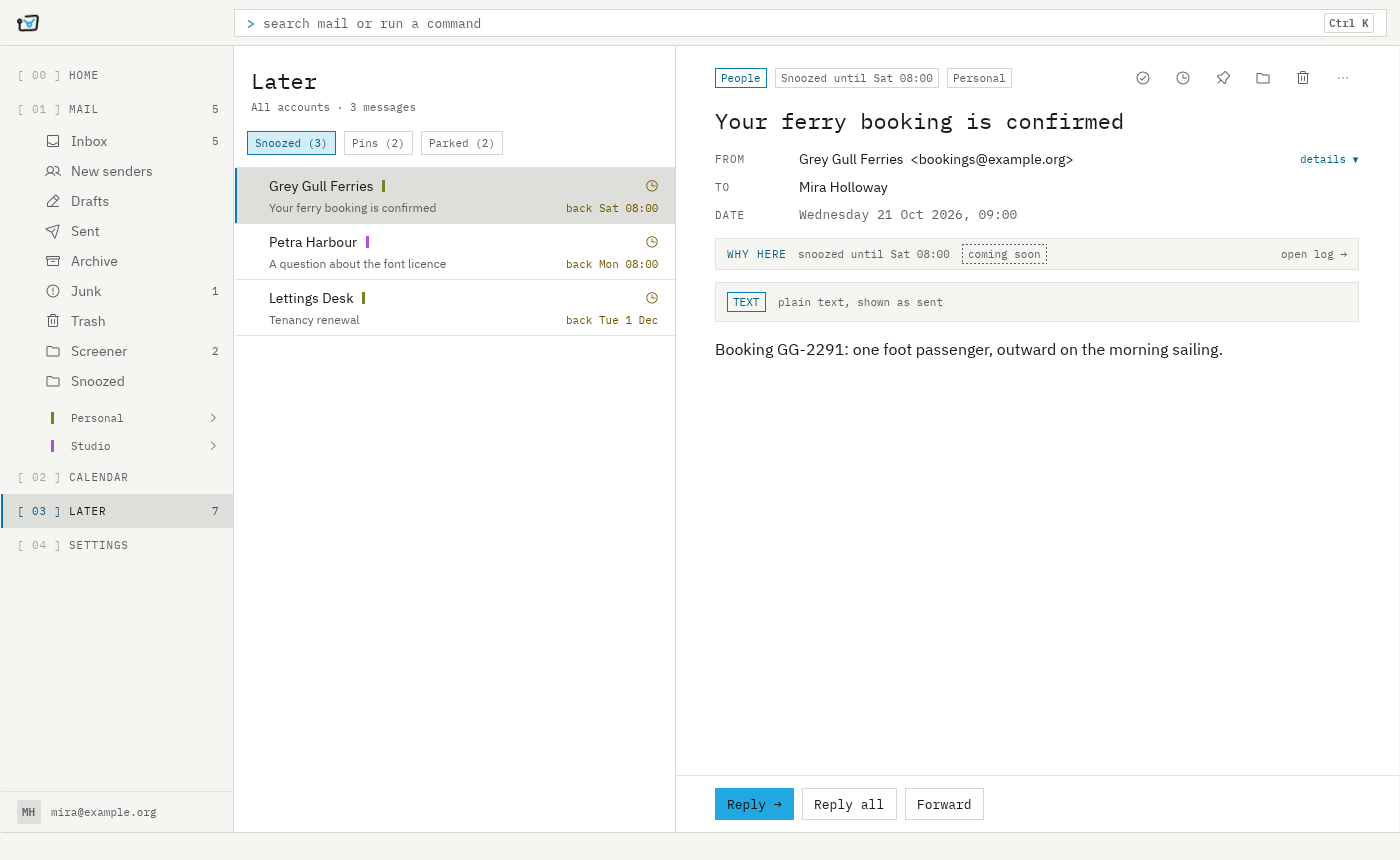 > search mail or run a command Ctrl K
[ 00 ] HOME
[ 01 ] MAIL 5
Inbox 5
New senders
Drafts
Sent
Archive
Junk 1
Trash
Screener 2
Snoozed
Personal
Studio
[ 02 ] CALENDAR
[ 03 ] LATER 7
[ 04 ] SETTINGS
MH mira@example.org
Later
All accounts · 3 messages
Snoozed (3) Pins (2) Parked (2)
Grey Gull Ferries
Your ferry booking is confirmed back Sat 08:00
Petra Harbour
A question about the font licence back Mon 08:00
Lettings Desk
Tenancy renewal back Tue 1 Dec
People Snoozed until Sat 08:00 Personal
Your ferry booking is confirmed
FROM Grey Gull Ferries <bookings@example.org> details ▾
TO Mira Holloway
DATE Wednesday 21 Oct 2026, 09:00
WHY HERE snoozed until Sat 08:00 coming soon open log →
TEXT plain text, shown as sent
Booking GG-2291: one foot passenger, outward on the morning sailing.
Reply → Reply all Forward